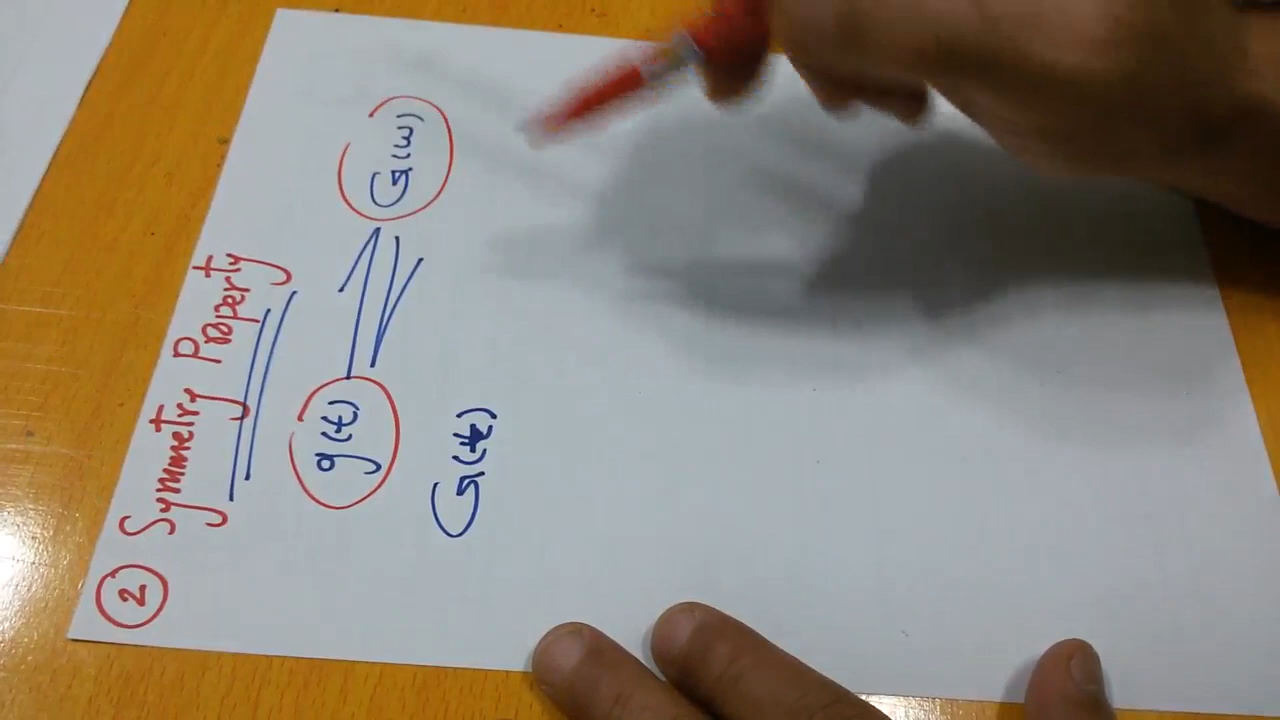 ② Symmetry Property
g(t) ⇌ G(ω)
G(t)